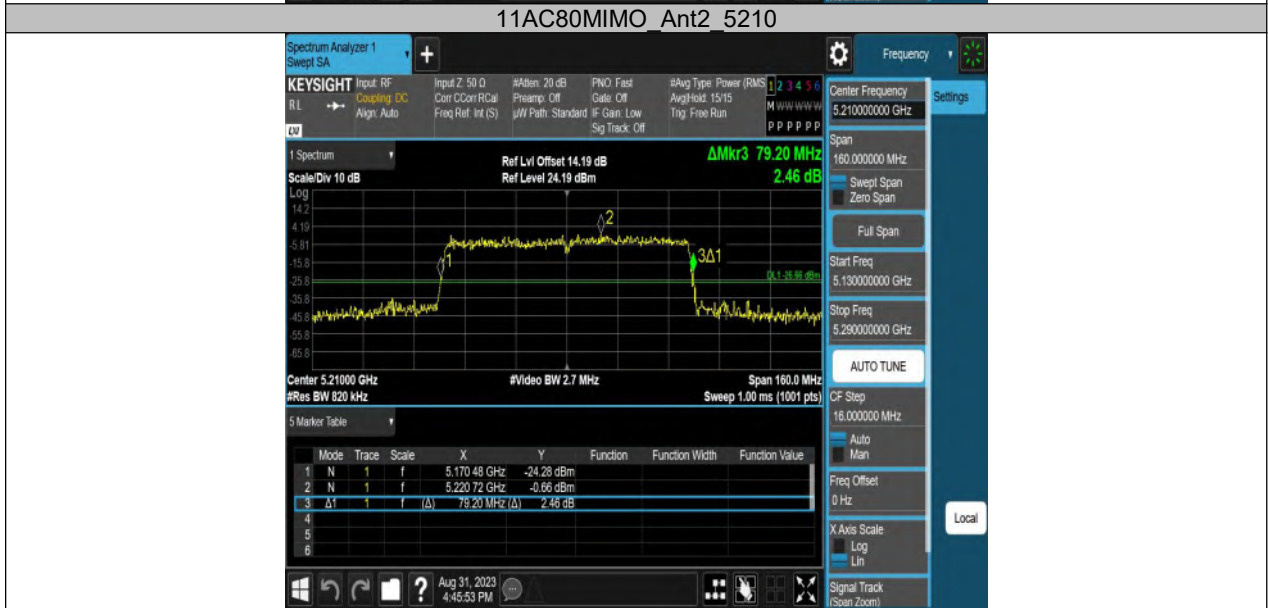 11AC80MIMO_Ant2_5210
Spectrum Analyzer 1
Swept SA
+
Frequency
KEYSIGHT
RL
LXI
Input: RF
Coupling: DC
Align: Auto
Input Z: 50 Ω
Corr CCorr RCal
Freq Ref: Int (S)
#Atten: 20 dB
Preamp: Off
µW Path: Standard
PNO: Fast
Gate: Off
IF Gain: Low
Sig Track: Off
#Avg Type: Power (RMS
Avg|Hold: 15/15
Trig: Free Run
1 2 3 4 5 6
M W W W W W
P P P P P P
Center Frequency
5.210000000 GHz
Settings
1 Spectrum
Ref Lvl Offset 14.19 dB
ΔMkr3 79.20 MHz
Scale/Div 10 dB
Ref Level 24.19 dBm
2.46 dB
Log
14.2
4.19
-5.81
-15.8
-25.8
-35.8
-45.8
-55.8
-65.8
1
2
3Δ1
DL1 -26.66 dBm
Center 5.21000 GHz
#Video BW 2.7 MHz
Span 160.0 MHz
#Res BW 820 kHz
Sweep 1.00 ms (1001 pts)
Span
160.000000 MHz
Swept Span
Zero Span
Full Span
Start Freq
5.130000000 GHz
Stop Freq
5.290000000 GHz
AUTO TUNE
CF Step
16.000000 MHz
Auto
Man
Freq Offset
0 Hz
X Axis Scale
Log
Lin
Signal Track
(Span Zoom)
Local
5 Marker Table
Mode Trace Scale X Y Function Function Width Function Value
1 N 1 f 5.170 48 GHz -24.28 dBm
2 N 1 f 5.220 72 GHz -0.66 dBm
3 Δ1 1 f (Δ) 79.20 MHz (Δ) 2.46 dB
4
5
6
?
Aug 31, 2023
4:45:53 PM